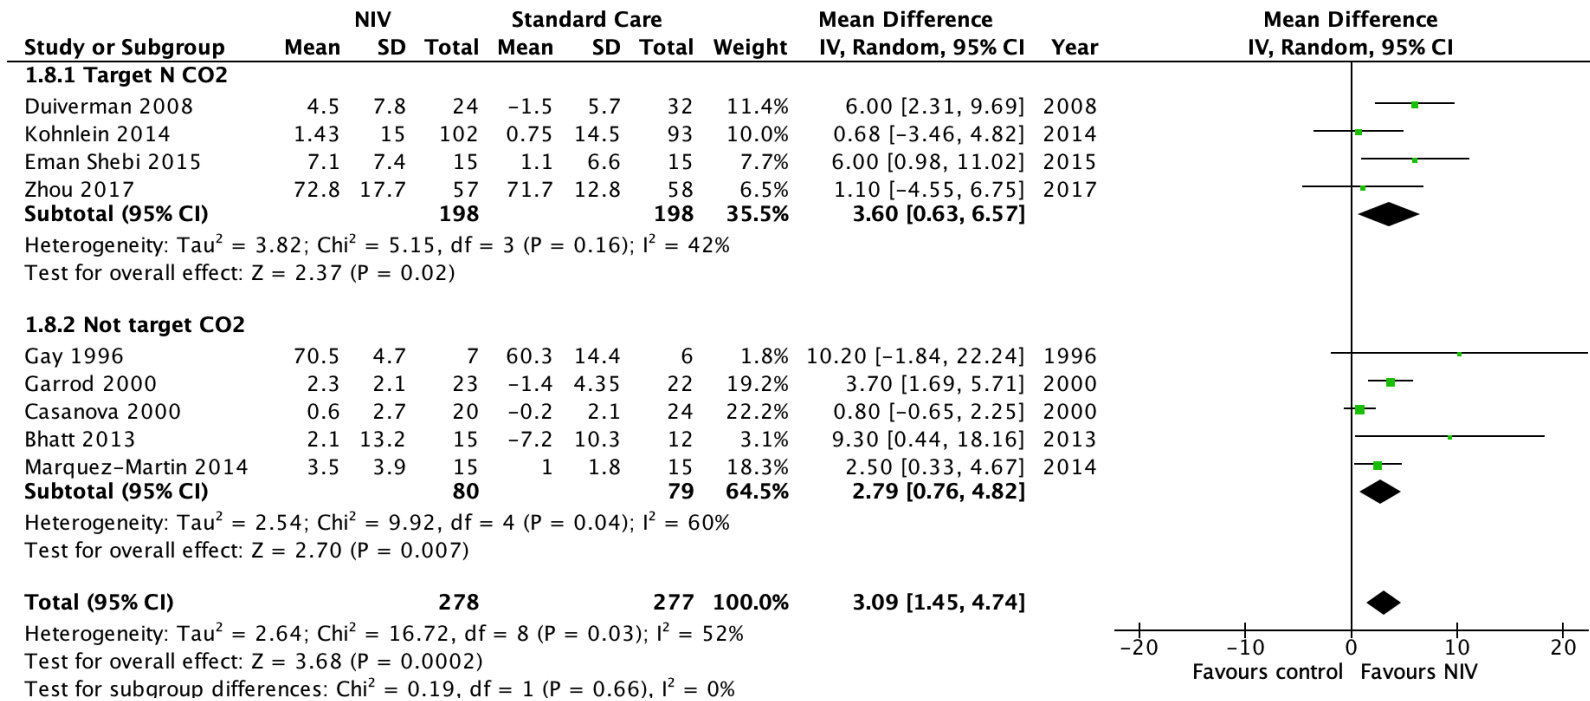 NIV Standard Care Mean Difference Mean Difference
Study or Subgroup Mean SD Total Mean SD Total Weight IV, Random, 95% CI Year IV, Random, 95% CI
1.8.1 Target N CO2
Duiverman 2008 4.5 7.8 24 −1.5 5.7 32 11.4% 6.00 [2.31, 9.69] 2008
Kohnlein 2014 1.43 15 102 0.75 14.5 93 10.0% 0.68 [−3.46, 4.82] 2014
Eman Shebi 2015 7.1 7.4 15 1.1 6.6 15 7.7% 6.00 [0.98, 11.02] 2015
Zhou 2017 72.8 17.7 57 71.7 12.8 58 6.5% 1.10 [−4.55, 6.75] 2017
Subtotal (95% CI) 198 198 35.5% 3.60 [0.63, 6.57]
Heterogeneity: Tau² = 3.82; Chi² = 5.15, df = 3 (P = 0.16); I² = 42%
Test for overall effect: Z = 2.37 (P = 0.02)
1.8.2 Not target CO2
Gay 1996 70.5 4.7 7 60.3 14.4 6 1.8% 10.20 [−1.84, 22.24] 1996
Garrod 2000 2.3 2.1 23 −1.4 4.35 22 19.2% 3.70 [1.69, 5.71] 2000
Casanova 2000 0.6 2.7 20 −0.2 2.1 24 22.2% 0.80 [−0.65, 2.25] 2000
Bhatt 2013 2.1 13.2 15 −7.2 10.3 12 3.1% 9.30 [0.44, 18.16] 2013
Marquez−Martin 2014 3.5 3.9 15 1 1.8 15 18.3% 2.50 [0.33, 4.67] 2014
Subtotal (95% CI) 80 79 64.5% 2.79 [0.76, 4.82]
Heterogeneity: Tau² = 2.54; Chi² = 9.92, df = 4 (P = 0.04); I² = 60%
Test for overall effect: Z = 2.70 (P = 0.007)
Total (95% CI) 278 277 100.0% 3.09 [1.45, 4.74]
Heterogeneity: Tau² = 2.64; Chi² = 16.72, df = 8 (P = 0.03); I² = 52%
Test for overall effect: Z = 3.68 (P = 0.0002)
Test for subgroup differences: Chi² = 0.19, df = 1 (P = 0.66), I² = 0%
−20 −10 0 10 20
Favours control Favours NIV